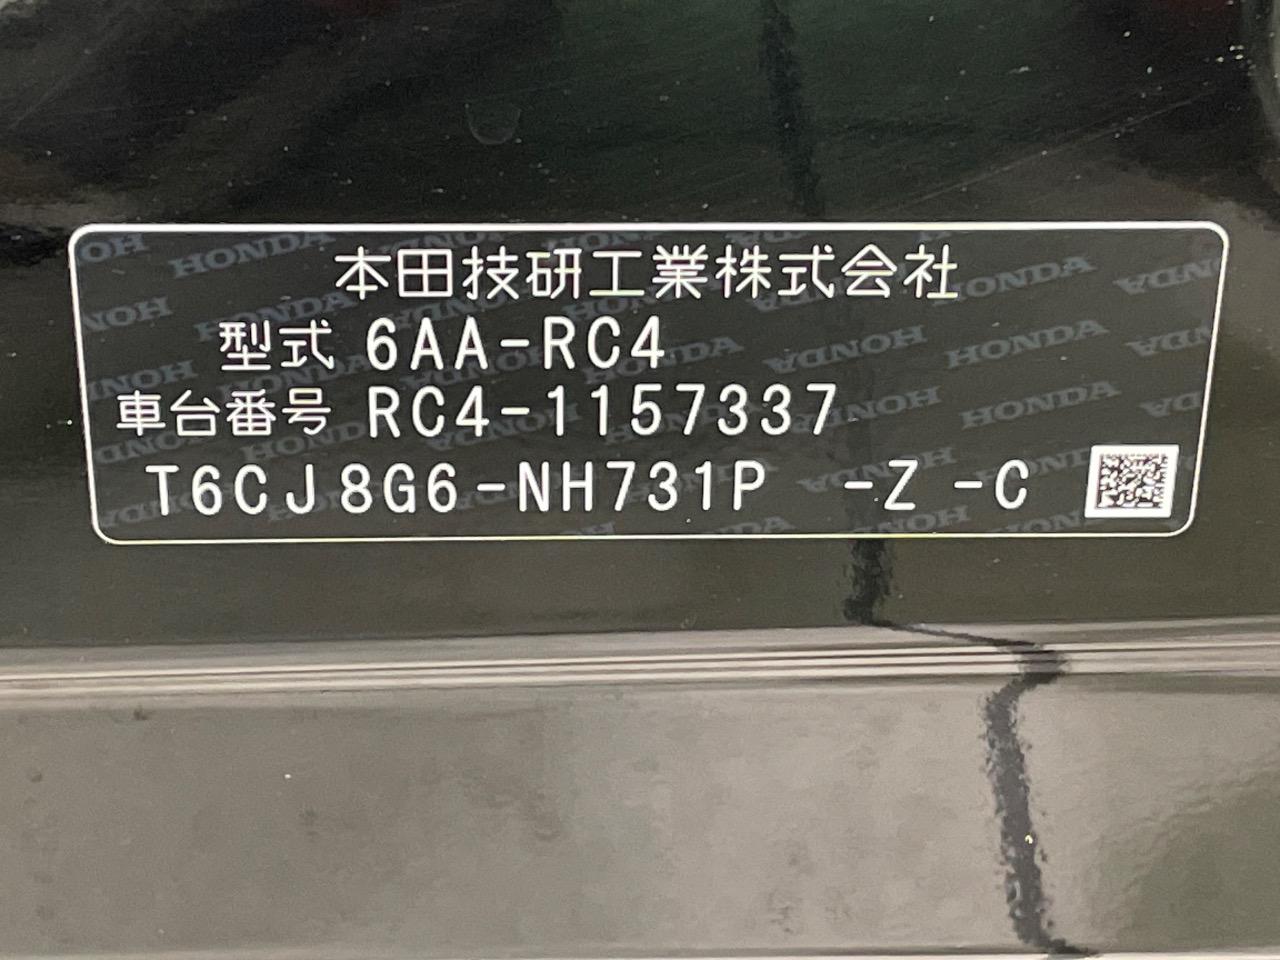 本田技研工業株式会社
型式 6AA-RC4
車台番号 RC4-1157337
T6CJ8G6-NH731P -Z -C